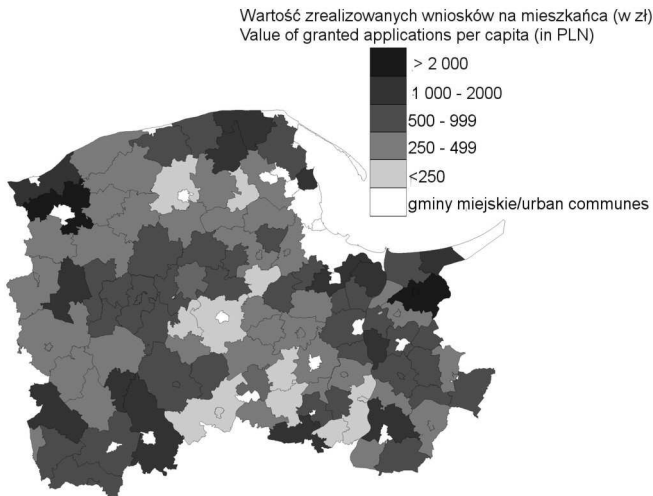 Wartość zrealizowanych wniosków na mieszkańca (w zł)
Value of granted applications per capita (in PLN)
> 2 000
1 000 - 2000
500 - 999
250 - 499
<250
gminy miejskie/urban communes